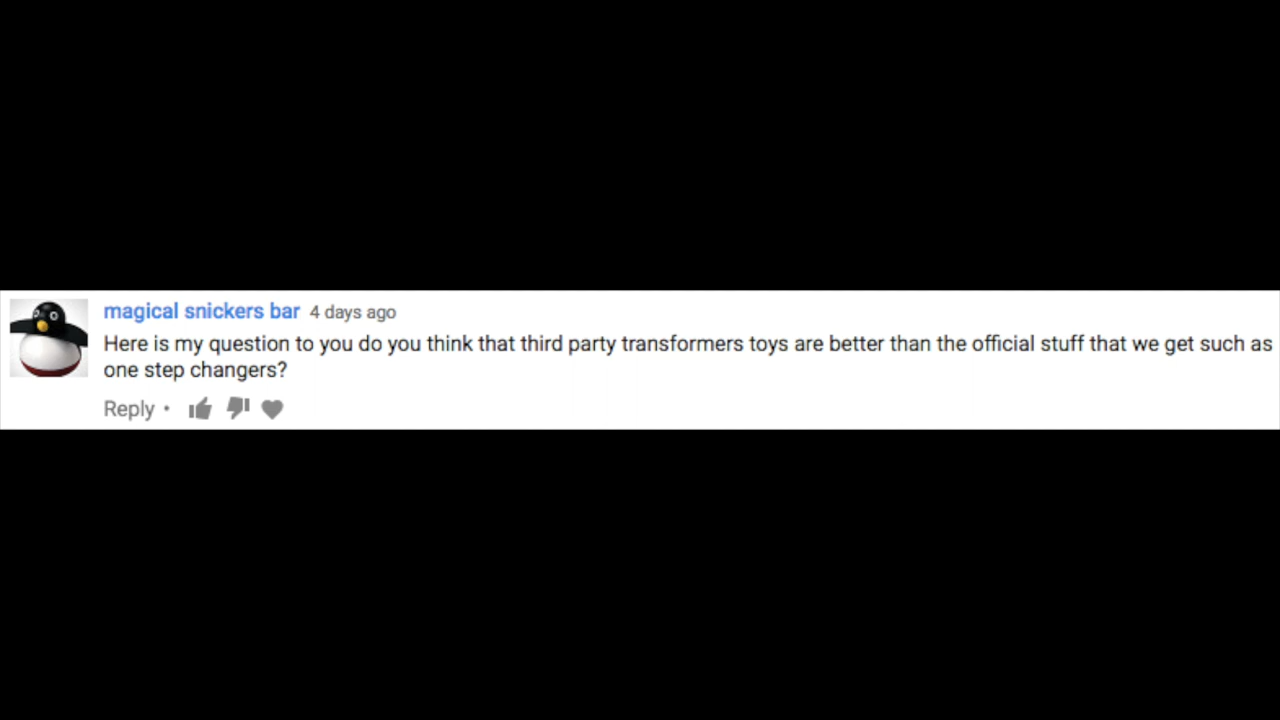 magical snickers bar 4 days ago
Here is my question to you do you think that third party transformers toys are better than the official stuff that we get such as
one step changers?
Reply •